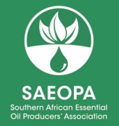 SAEOPA
Southern African Essential
Oil Producers' Association